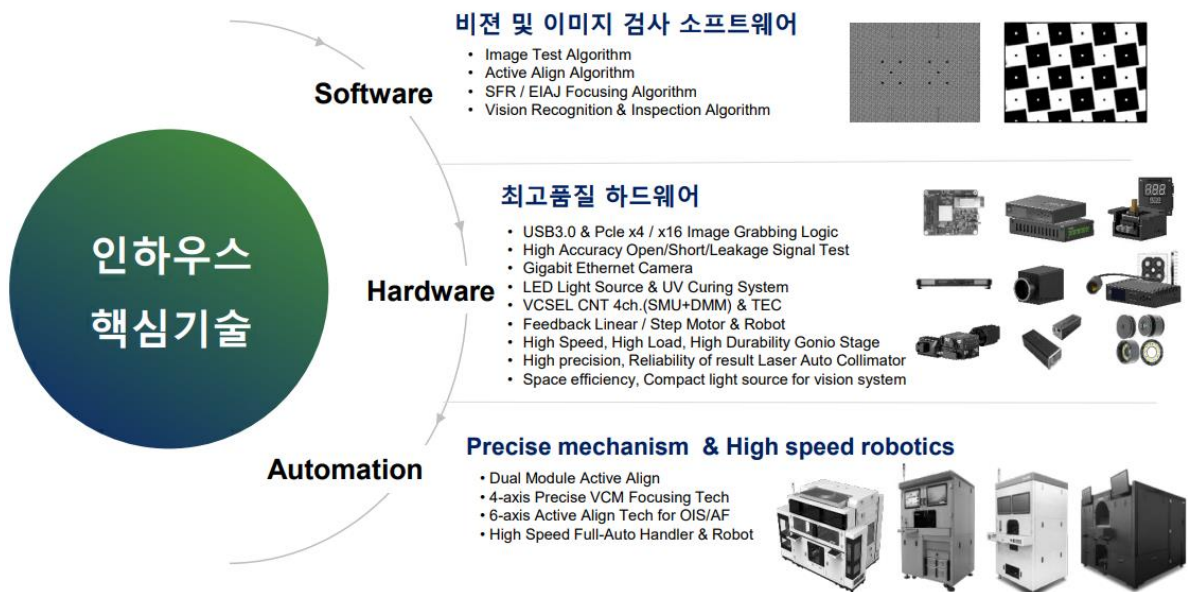 비젼 및 이미지 검사 소프트웨어
• Image Test Algorithm
• Active Align Algorithm
• SFR / EIAJ Focusing Algorithm
• Vision Recognition & Inspection Algorithm
Software
인하우스
핵심기술
최고품질 하드웨어
• USB3.0 & PcIe x4 / x16 Image Grabbing Logic
• High Accuracy Open/Short/Leakage Signal Test
• Gigabit Ethernet Camera
• LED Light Source & UV Curing System
• VCSEL CNT 4ch.(SMU+DMM) & TEC
• Feedback Linear / Step Motor & Robot
• High Speed, High Load, High Durability Gonio Stage
• High precision, Reliability of result Laser Auto Collimator
• Space efficiency, Compact light source for vision system
Hardware
Precise mechanism & High speed robotics
• Dual Module Active Align
• 4-axis Precise VCM Focusing Tech
• 6-axis Active Align Tech for OIS/AF
• High Speed Full-Auto Handler & Robot
Automation